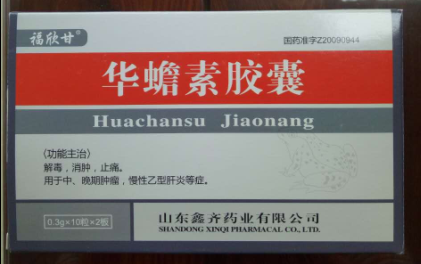 福欣甘®
国药准字Z20090944
华蟾素胶囊
Huachansu Jiaonang
〈功能主治〉
解毒，消肿，止痛。
用于中、晚期肿瘤，慢性乙型肝炎等症。
0.3g×10粒×2板
山东鑫齐药业有限公司
SHANDONG XINQI PHARMACAL CO., LTD.